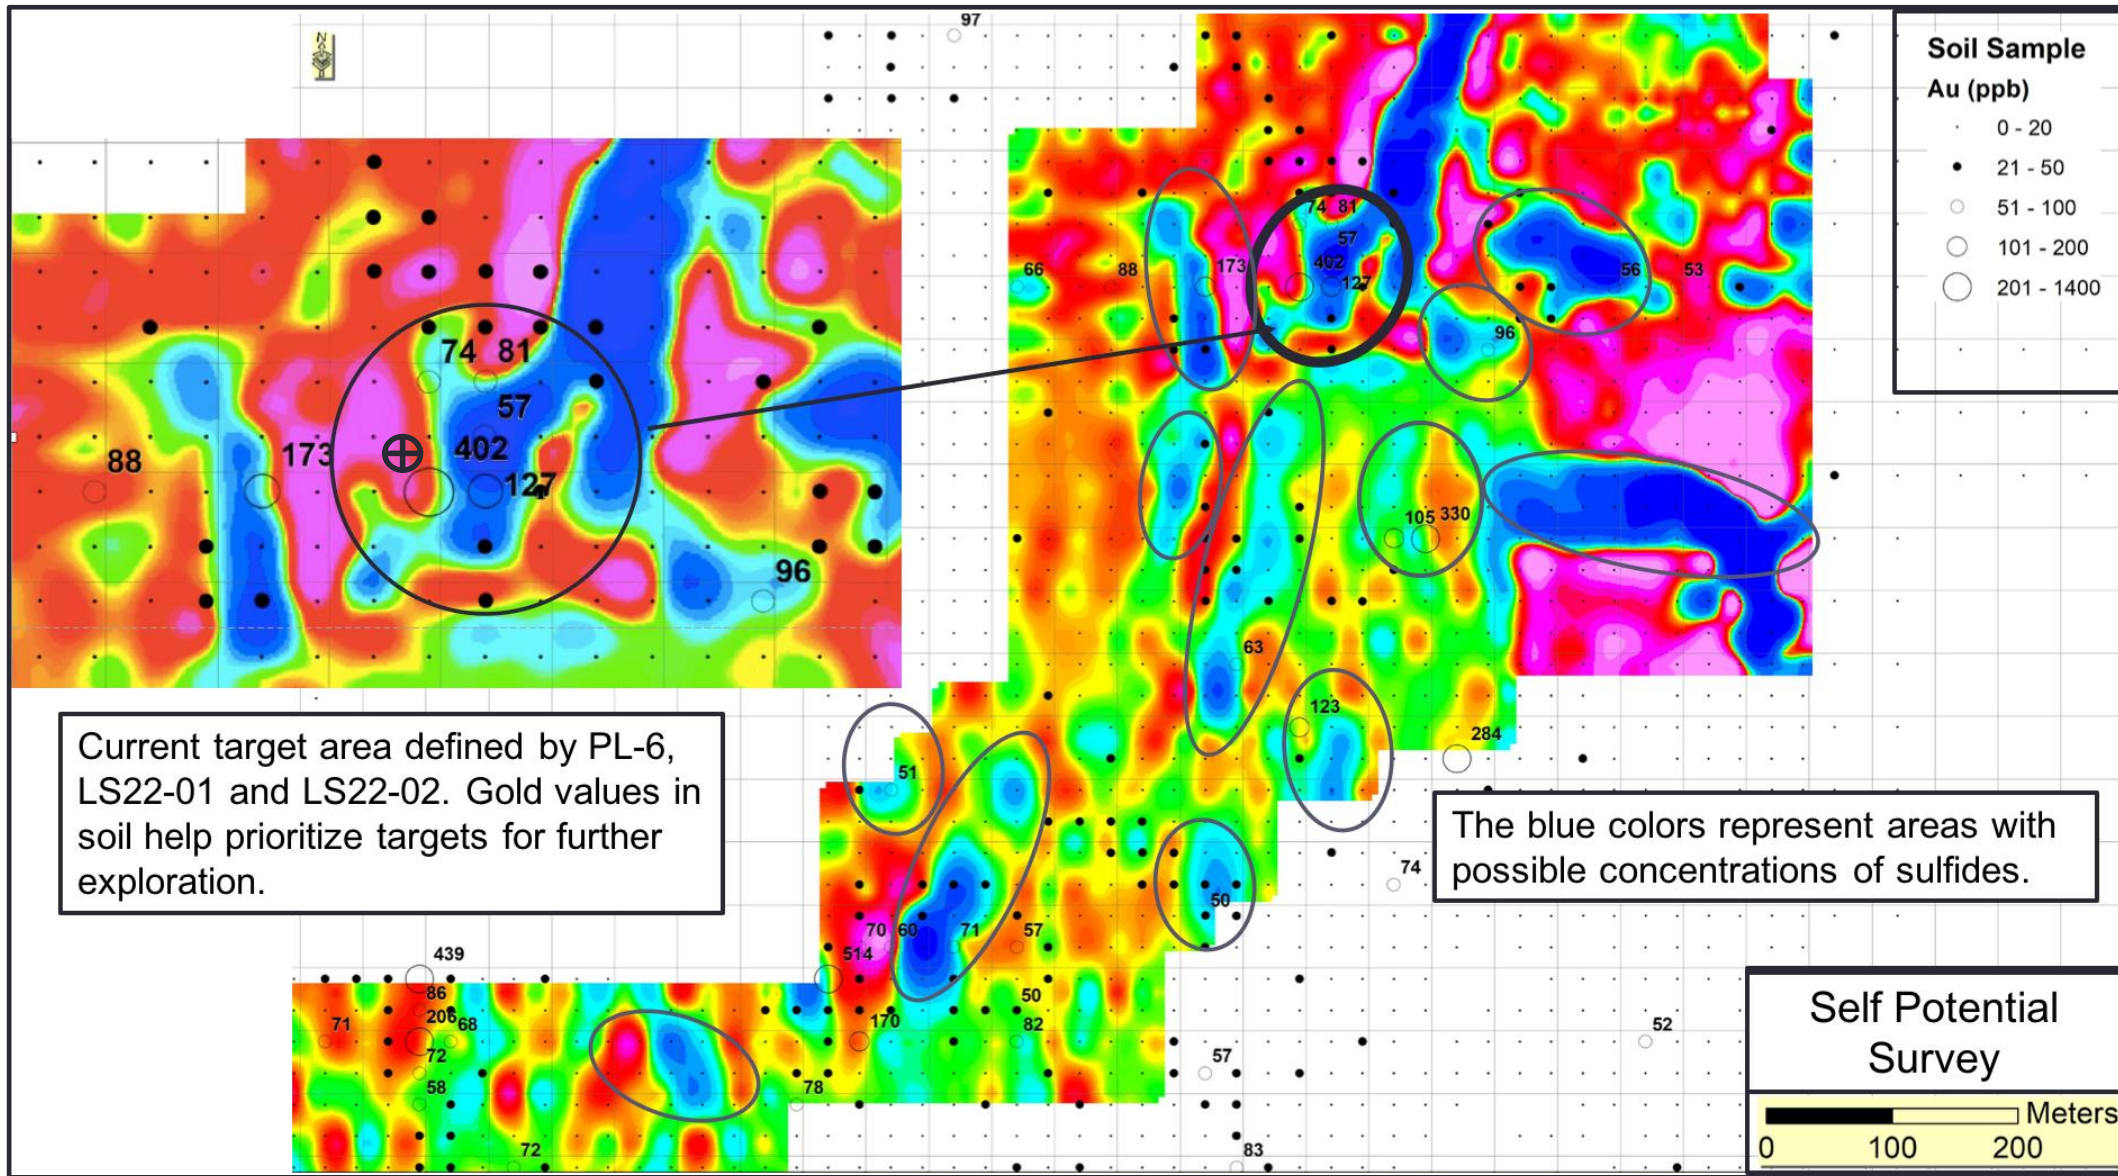 N
97
Soil Sample
Au (ppb)
0 - 20
21 - 50
51 - 100
101 - 200
201 - 1400
74 81
57
402
127
173
88
96
74 81
57
66
88
173
402
127
56
53
96
105 330
63
123
284
51
74
50
70 60 71 57
514
439
86
71
206 68
72
58
170
50
82
78
72
57
52
83
Current target area defined by PL-6,
LS22-01 and LS22-02. Gold values in
soil help prioritize targets for further
exploration.
The blue colors represent areas with
possible concentrations of sulfides.
Self Potential
Survey
Meters
0 100 200